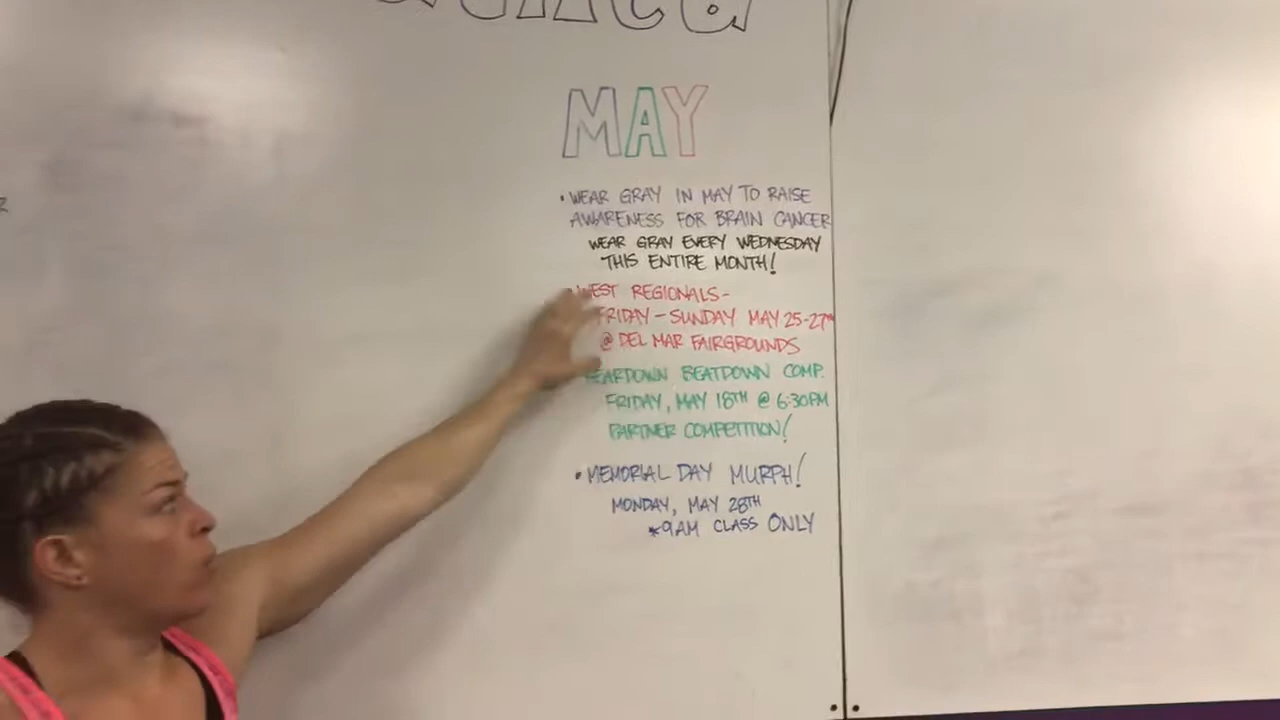 MAY
• WEAR GRAY IN MAY TO RAISE
AWARENESS FOR BRAIN CANCER
WEAR GRAY EVERY WEDNESDAY
THIS ENTIRE MONTH!
WEST REGIONALS-
FRIDAY - SUNDAY MAY 25-27TH
@ DEL MAR FAIRGROUNDS
BEATDOWN COMP.
FRIDAY, MAY 18TH @ 6:30PM
PARTNER COMPETITION!
• MEMORIAL DAY MURPH!
MONDAY, MAY 28TH
*9AM CLASS ONLY